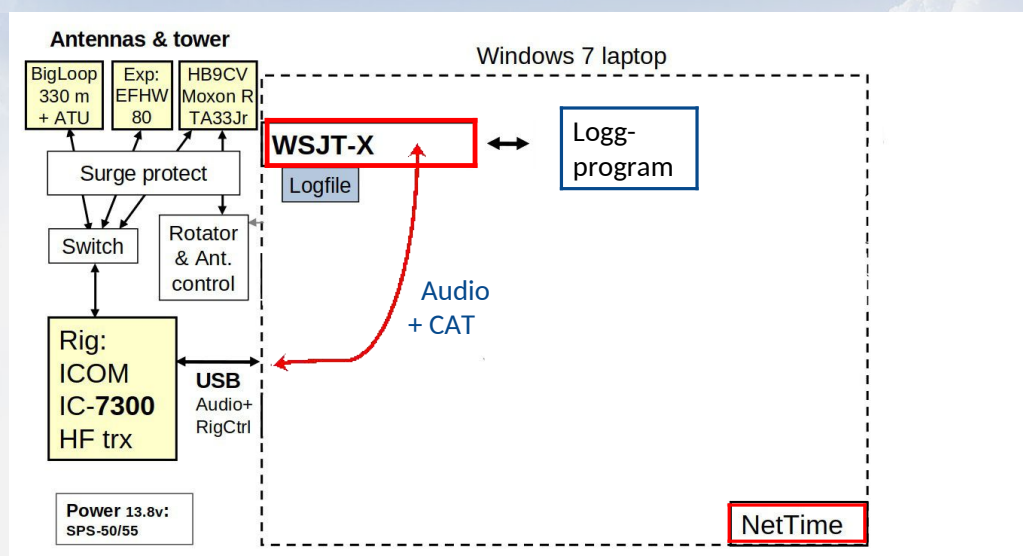 Antennas & tower
Windows 7 laptop
BigLoop
330 m
+ ATU
Exp:
EFHW
80
HB9CV
Moxon R
TA33Jr
WSJT-X
Logfile
Logg-
program
Surge protect
Switch
Rotator
& Ant.
control
Audio
+ CAT
Rig:
ICOM
IC-7300
HF trx
USB
Audio+
RigCtrl
Power 13.8v:
SPS-50/55
NetTime